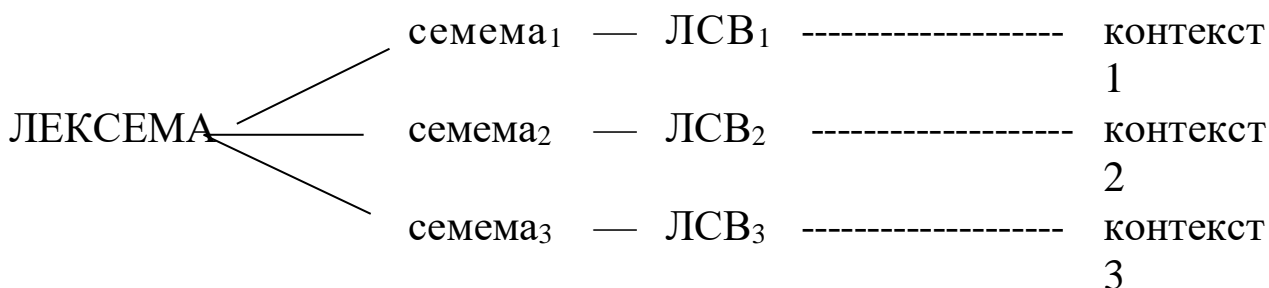 семема₁ — ЛСВ₁ -------------------- контекст
1
ЛЕКСЕМА семема₂ — ЛСВ₂ -------------------- контекст
2
семема₃ — ЛСВ₃ -------------------- контекст
3